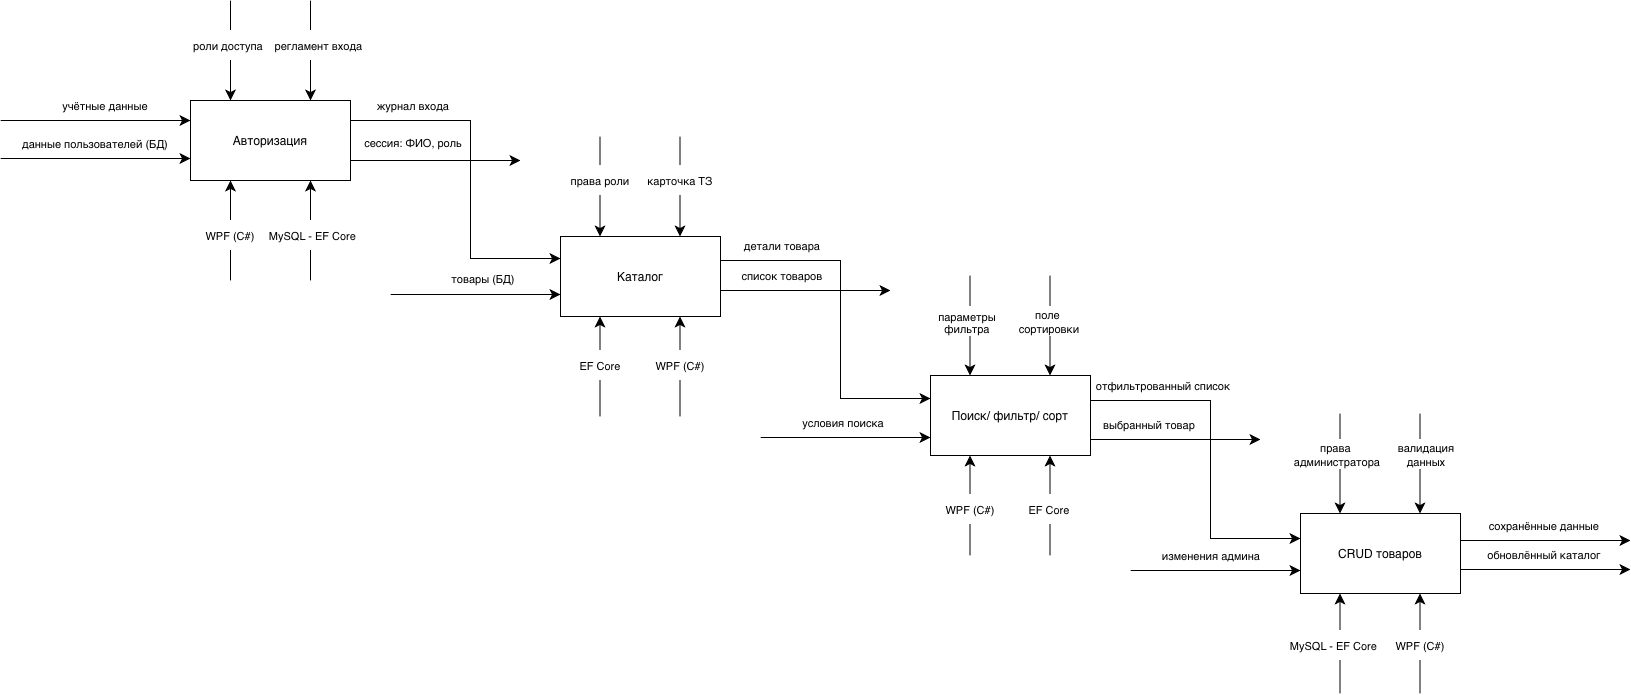 роли доступа
регламент входа
учётные данные
данные пользователей (БД)
Авторизация
журнал входа
сессия: ФИО, роль
WPF (C#)
MySQL - EF Core
права роли
карточка ТЗ
товары (БД)
Каталог
детали товара
список товаров
EF Core
WPF (C#)
параметры
фильтра
поле
сортировки
условия поиска
Поиск/ фильтр/ сорт
отфильтрованный список
выбранный товар
WPF (C#)
EF Core
права
администратора
валидация
данных
изменения админа
CRUD товаров
сохранённые данные
обновлённый каталог
MySQL - EF Core
WPF (C#)